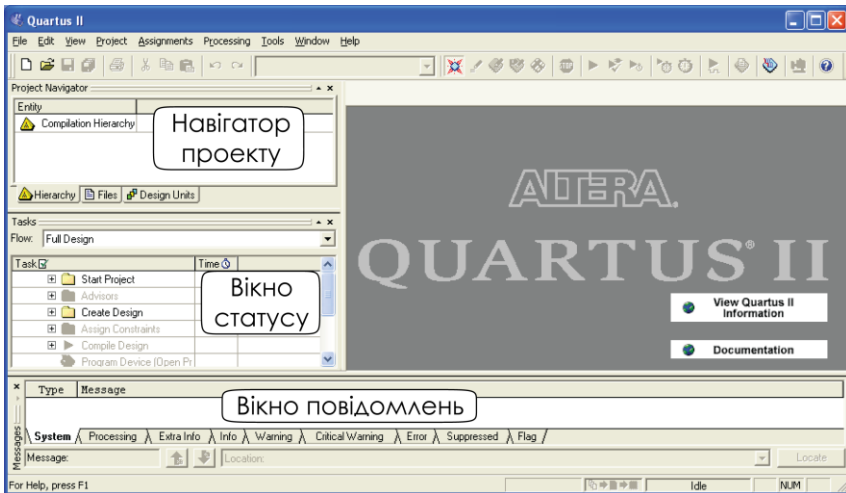 Quartus II
File Edit View Project Assignments Processing Tools Window Help
Project Navigator
Entity
Compilation Hierarchy
Навігатор
проекту
Hierarchy Files Design Units
Tasks
Flow: Full Design
Task Time
Start Project
Advisors
Create Design
Assign Constraints
Compile Design
Program Device (Open Pr
Вікно
статусу
ALTERA.
QUARTUS® II
View Quartus II
Information
Documentation
Type Message
Вікно повідомлень
System Processing Extra Info Info Warning Critical Warning Error Suppressed Flag
Messages
Message: Location: Locate
For Help, press F1 Idle NUM